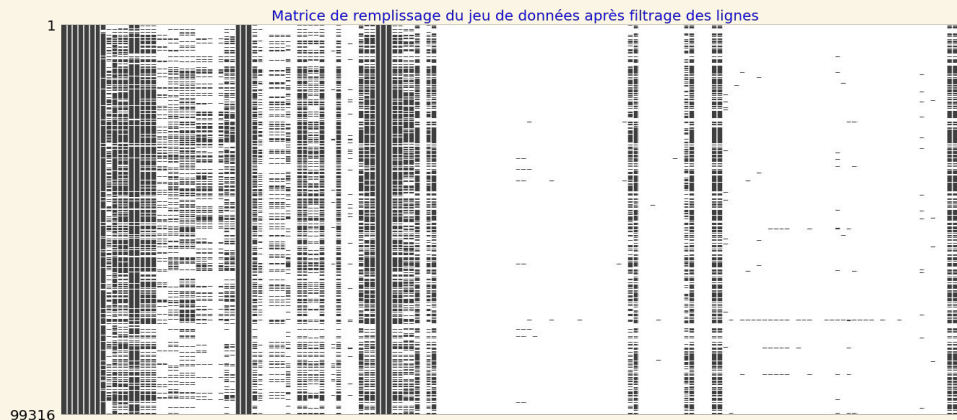 Matrice de remplissage du jeu de données après filtrage des lignes
1
99316